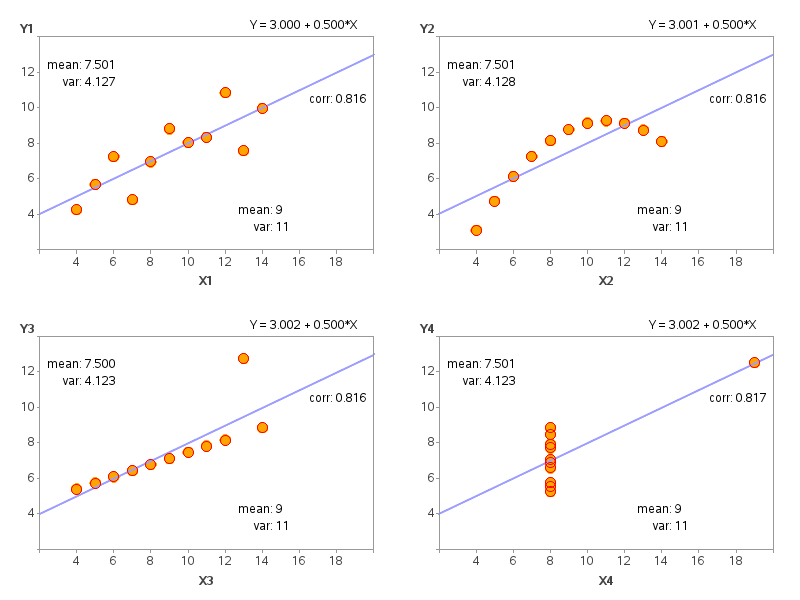 Y1
Y = 3.000 + 0.500*X
mean: 7.501
var: 4.127
corr: 0.816
mean: 9
var: 11
12
10
8
6
4
4 6 8 10 12 14 16 18
X1
Y2
Y = 3.001 + 0.500*X
mean: 7.501
var: 4.128
corr: 0.816
mean: 9
var: 11
12
10
8
6
4
4 6 8 10 12 14 16 18
X2
Y3
Y = 3.002 + 0.500*X
mean: 7.500
var: 4.123
corr: 0.816
mean: 9
var: 11
12
10
8
6
4
4 6 8 10 12 14 16 18
X3
Y4
Y = 3.002 + 0.500*X
mean: 7.501
var: 4.123
corr: 0.817
mean: 9
var: 11
12
10
8
6
4
4 6 8 10 12 14 16 18
X4